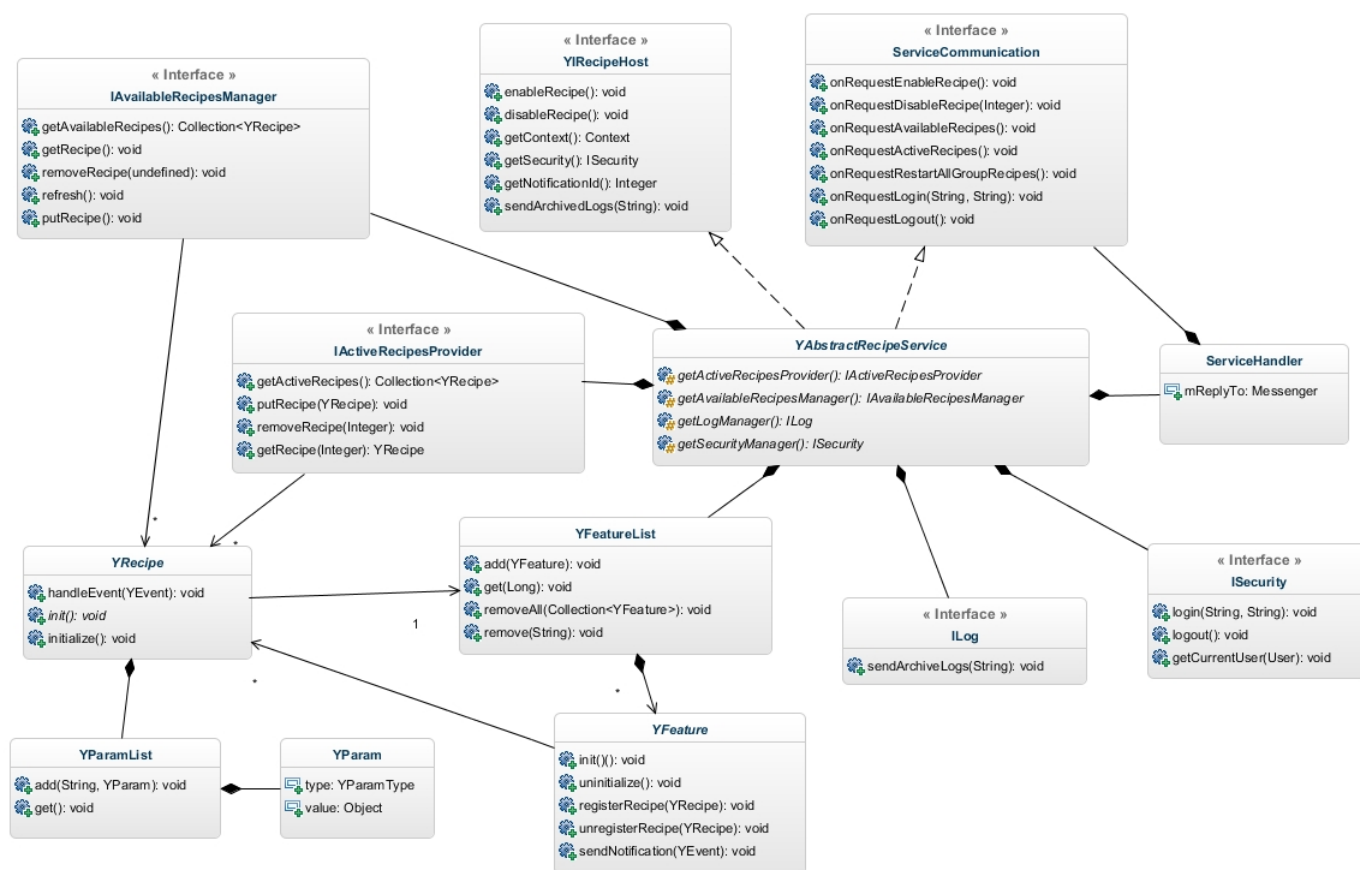 « Interface »
IAvailableRecipesManager
getAvailableRecipes(): Collection<YRecipe>
getRecipe(): void
removeRecipe(undefined): void
refresh(): void
putRecipe(): void
« Interface »
YIRecipeHost
enableRecipe(): void
disableRecipe(): void
getContext(): Context
getSecurity(): ISecurity
getNotificationId(): Integer
sendArchivedLogs(String): void
« Interface »
ServiceCommunication
onRequestEnableRecipe(): void
onRequestDisableRecipe(Integer): void
onRequestAvailableRecipes(): void
onRequestActiveRecipes(): void
onRequestRestartAllGroupRecipes(): void
onRequestLogin(String, String): void
onRequestLogout(): void
« Interface »
IActiveRecipesProvider
getActiveRecipes(): Collection<YRecipe>
putRecipe(YRecipe): void
removeRecipe(Integer): void
getRecipe(Integer): YRecipe
YAbstractRecipeService
getActiveRecipesProvider(): IActiveRecipesProvider
getAvailableRecipesManager(): IAvailableRecipesManager
getLogManager(): ILog
getSecurityManager(): ISecurity
ServiceHandler
mReplyTo: Messenger
*
*
YRecipe
handleEvent(YEvent): void
init(): void
initialize(): void
1
*
YFeatureList
add(YFeature): void
get(Long): void
removeAll(Collection<YFeature>): void
remove(String): void
*
« Interface »
ILog
sendArchiveLogs(String): void
« Interface »
ISecurity
login(String, String): void
logout(): void
getCurrentUser(User): void
YParamList
add(String, YParam): void
get(): void
YParam
type: YParamType
value: Object
YFeature
init()(): void
uninitialize(): void
registerRecipe(YRecipe): void
unregisterRecipe(YRecipe): void
sendNotification(YEvent): void